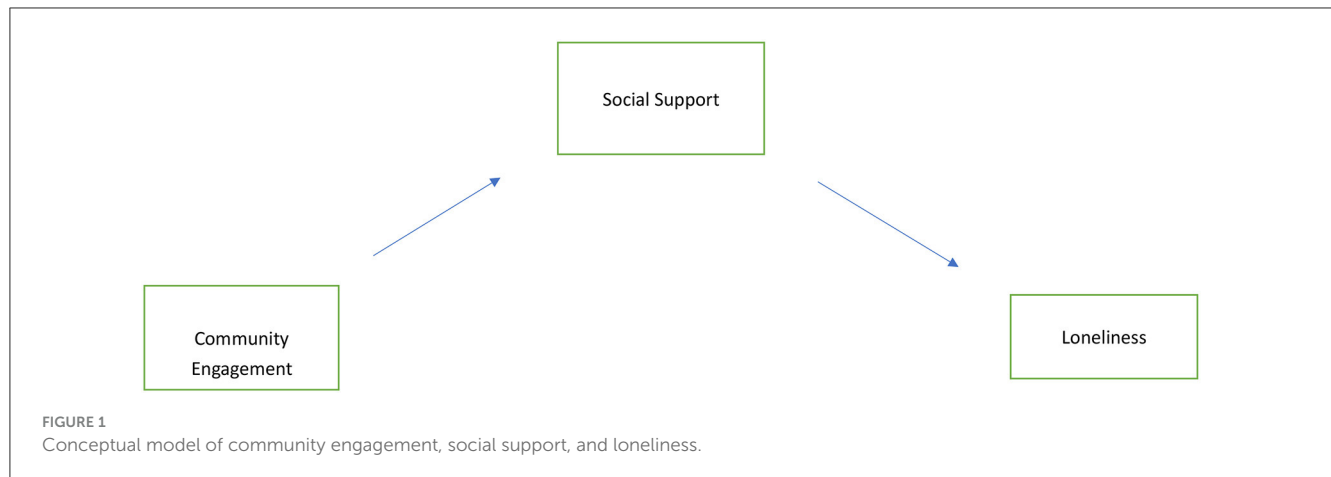 Social Support
Community
Engagement
Loneliness
FIGURE 1
Conceptual model of community engagement, social support, and loneliness.